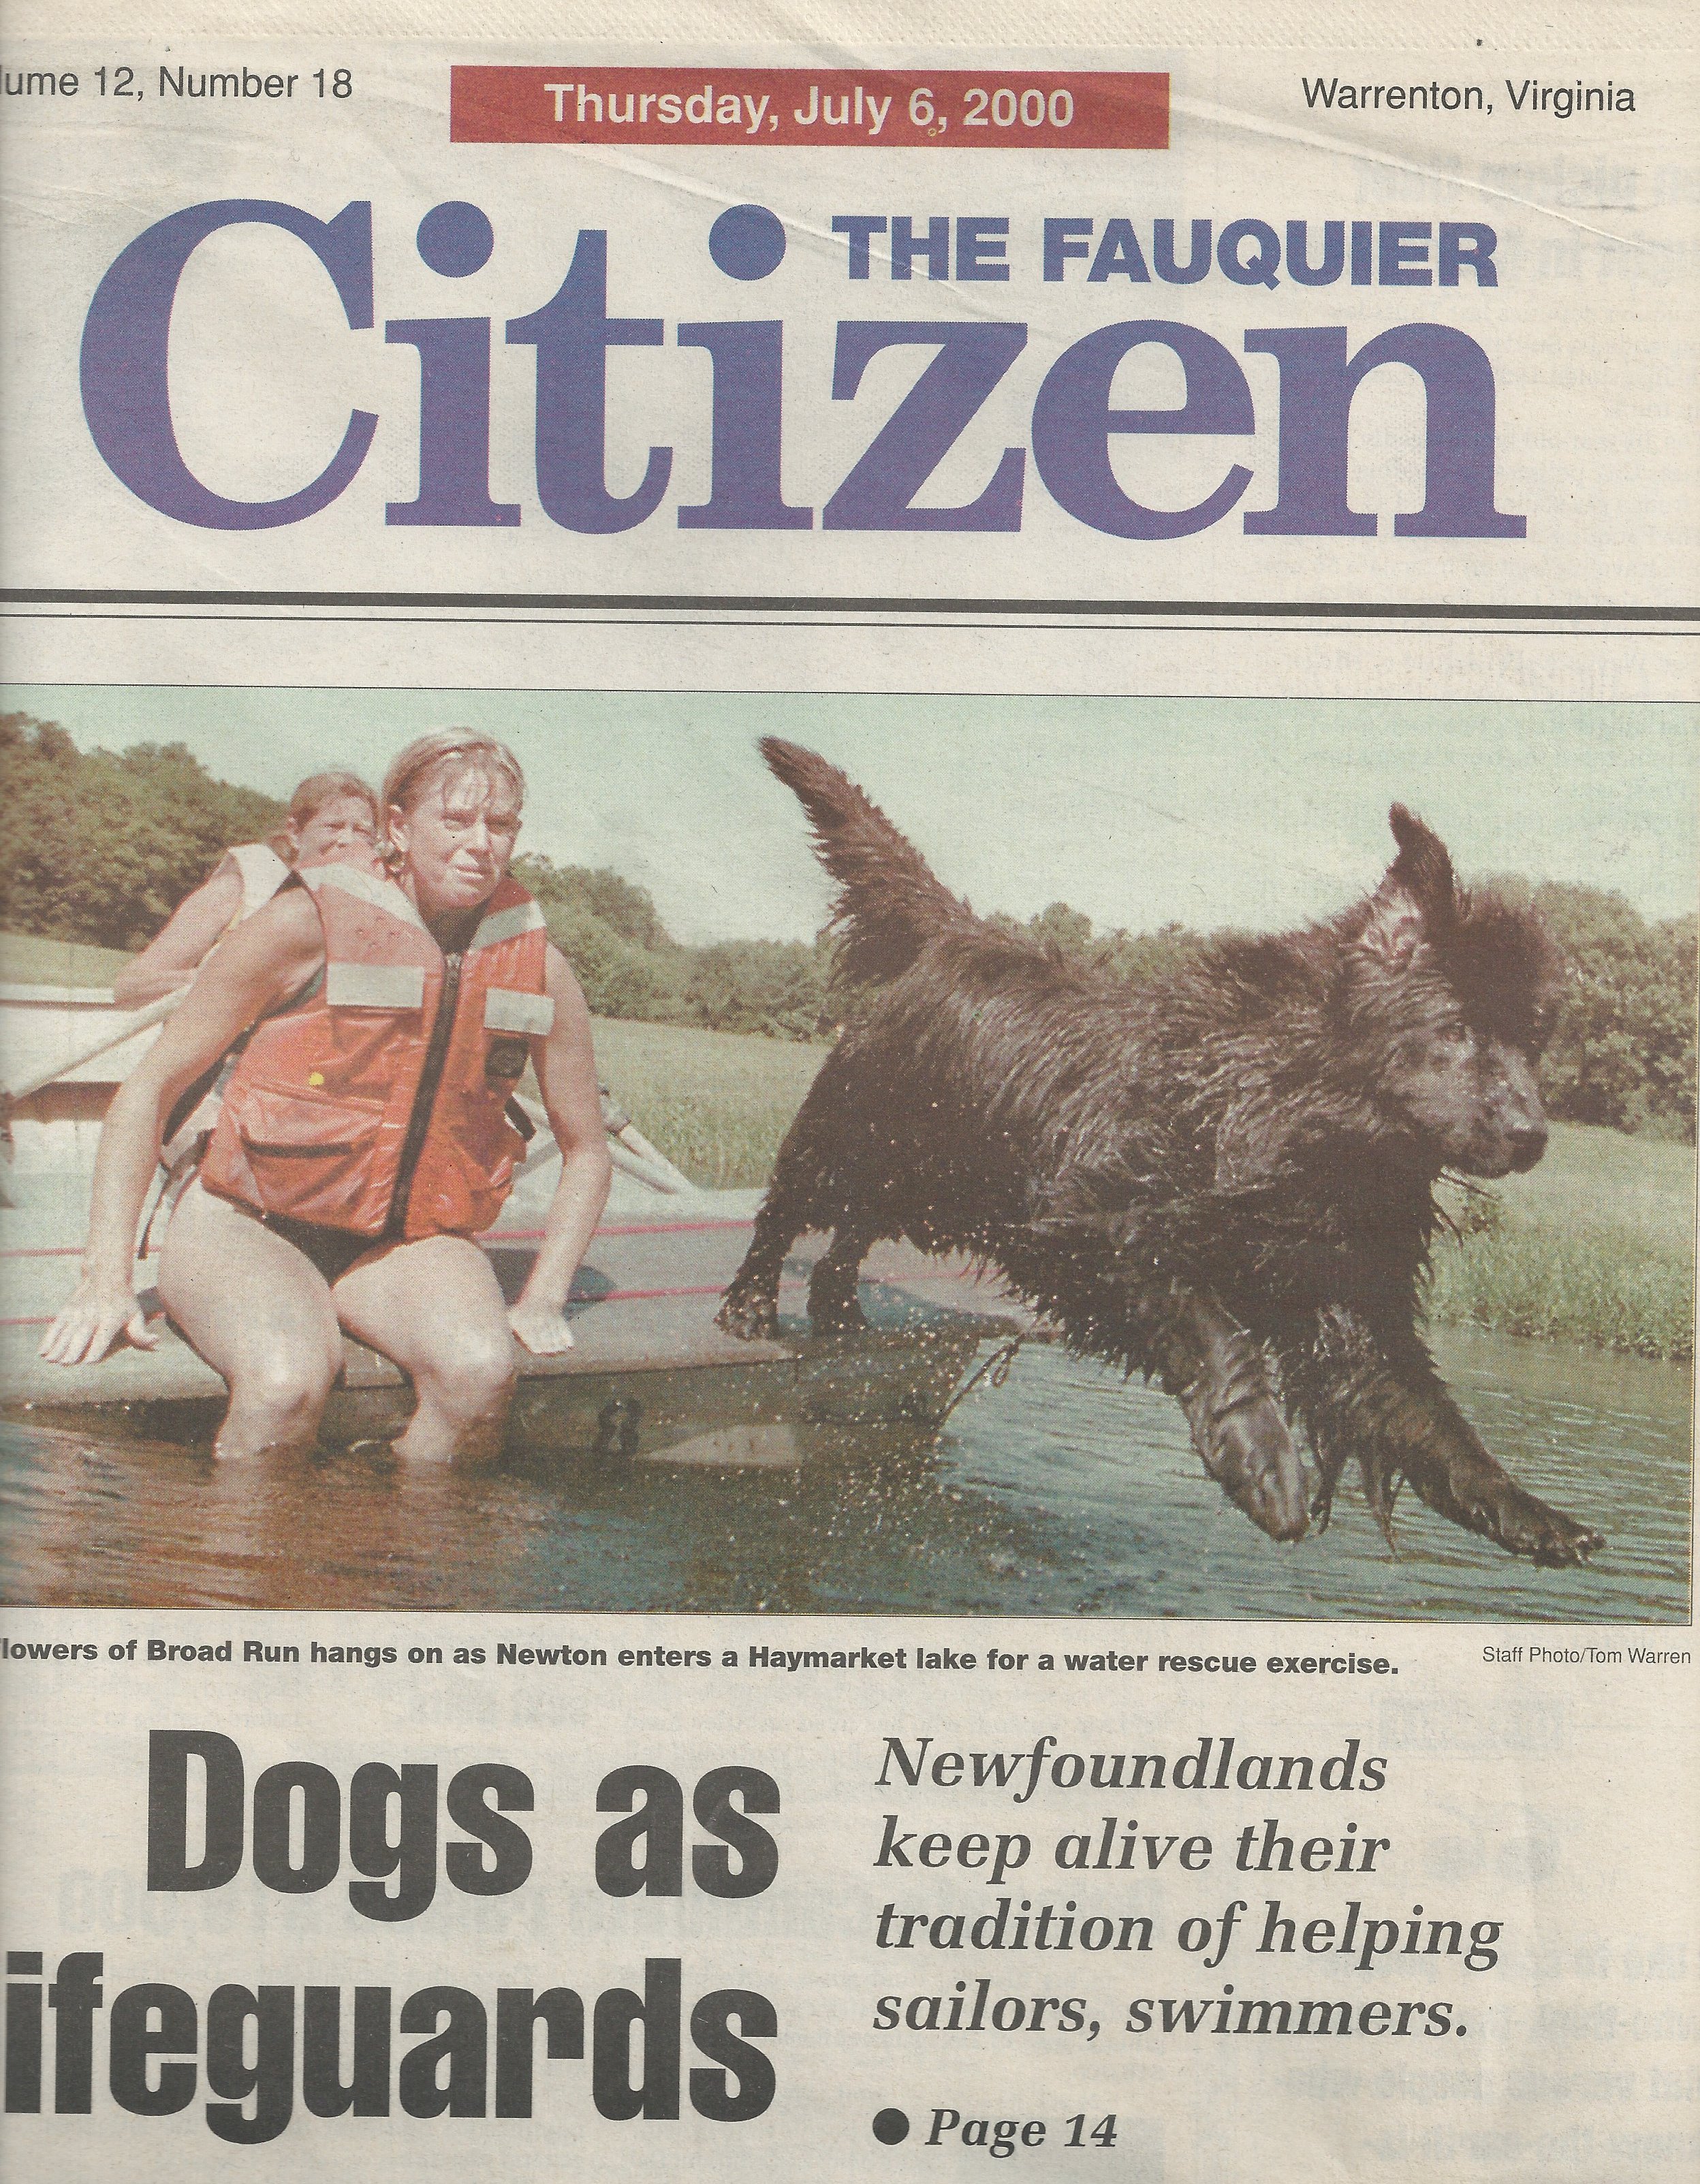 lume 12, Number 18
Thursday, July 6, 2000
Warrenton, Virginia
THE FAUQUIER
Citizen
lowers of Broad Run hangs on as Newton enters a Haymarket lake for a water rescue exercise.
Staff Photo/Tom Warren
Dogs as
ifeguards
Newfoundlands
keep alive their
tradition of helping
sailors, swimmers.
● Page 14